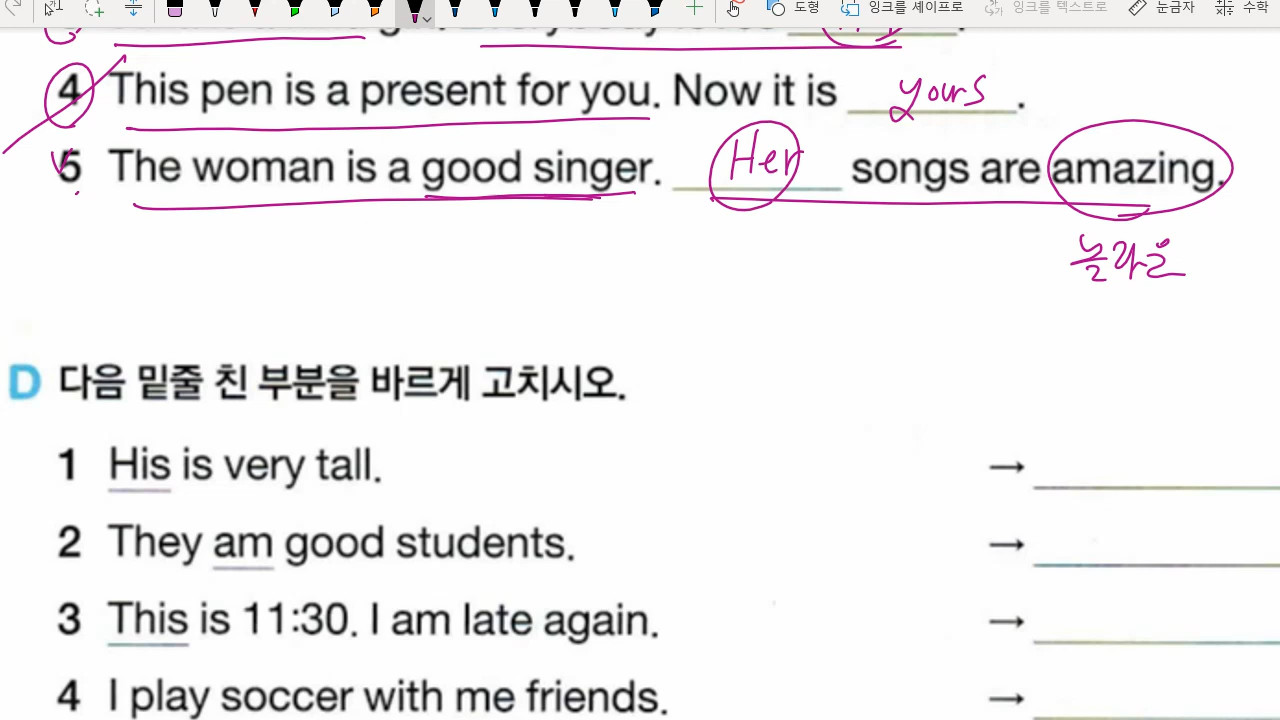 도형 잉크를 셰이프로 잉크를 텍스트로 눈금자 수학
4 This pen is a present for you. Now it is yours.
5 The woman is a good singer. Her songs are amazing.
놀라운
D 다음 밑줄 친 부분을 바르게 고치시오.
1 His is very tall. →
2 They am good students. →
3 This is 11:30. I am late again. →
4 I play soccer with me friends. →